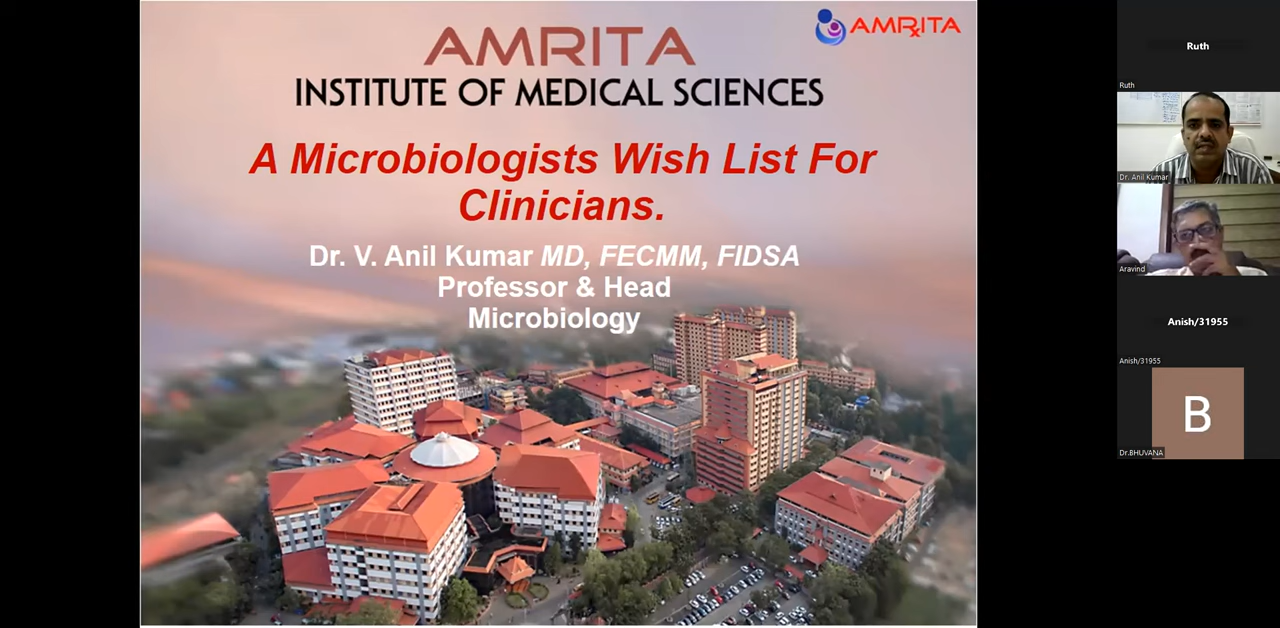 AMRITA
INSTITUTE OF MEDICAL SCIENCES
AMRITA
A Microbiologists Wish List For
Clinicians.
Dr. V. Anil Kumar MD, FECMM, FIDSA
Professor & Head
Microbiology
Ruth
Ruth
Dr. Anil Kumar
Aravind
Anish/31955
Anish/31955
B
Dr.BHUVANA